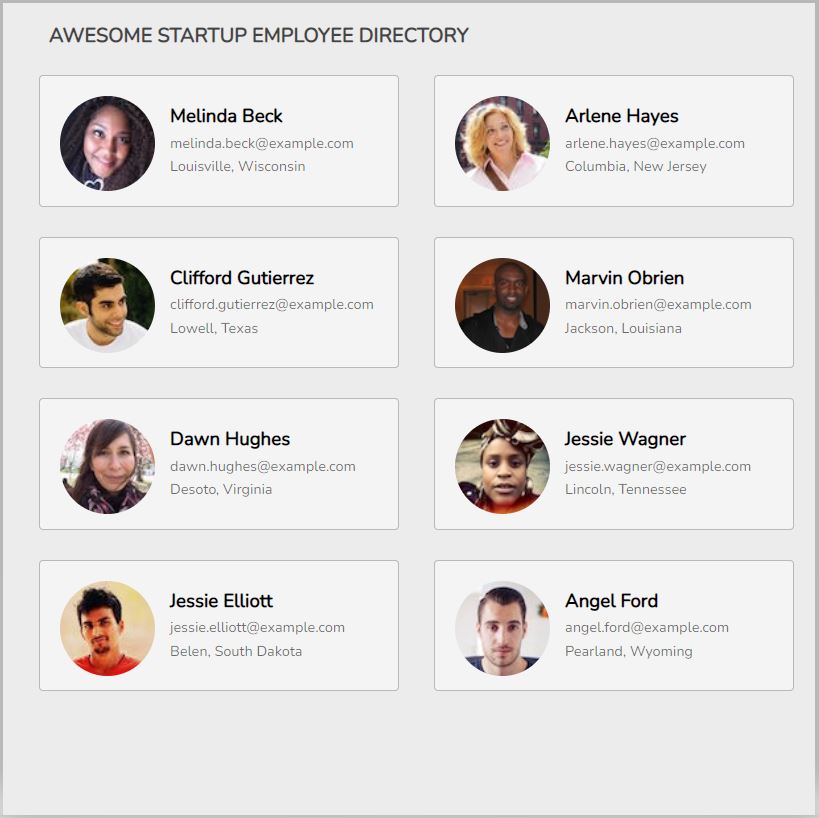 AWESOME STARTUP EMPLOYEE DIRECTORY
Melinda Beck
melinda.beck@example.com
Louisville, Wisconsin
Arlene Hayes
arlene.hayes@example.com
Columbia, New Jersey
Clifford Gutierrez
clifford.gutierrez@example.com
Lowell, Texas
Marvin Obrien
marvin.obrien@example.com
Jackson, Louisiana
Dawn Hughes
dawn.hughes@example.com
Desoto, Virginia
Jessie Wagner
jessie.wagner@example.com
Lincoln, Tennessee
Jessie Elliott
jessie.elliott@example.com
Belen, South Dakota
Angel Ford
angel.ford@example.com
Pearland, Wyoming